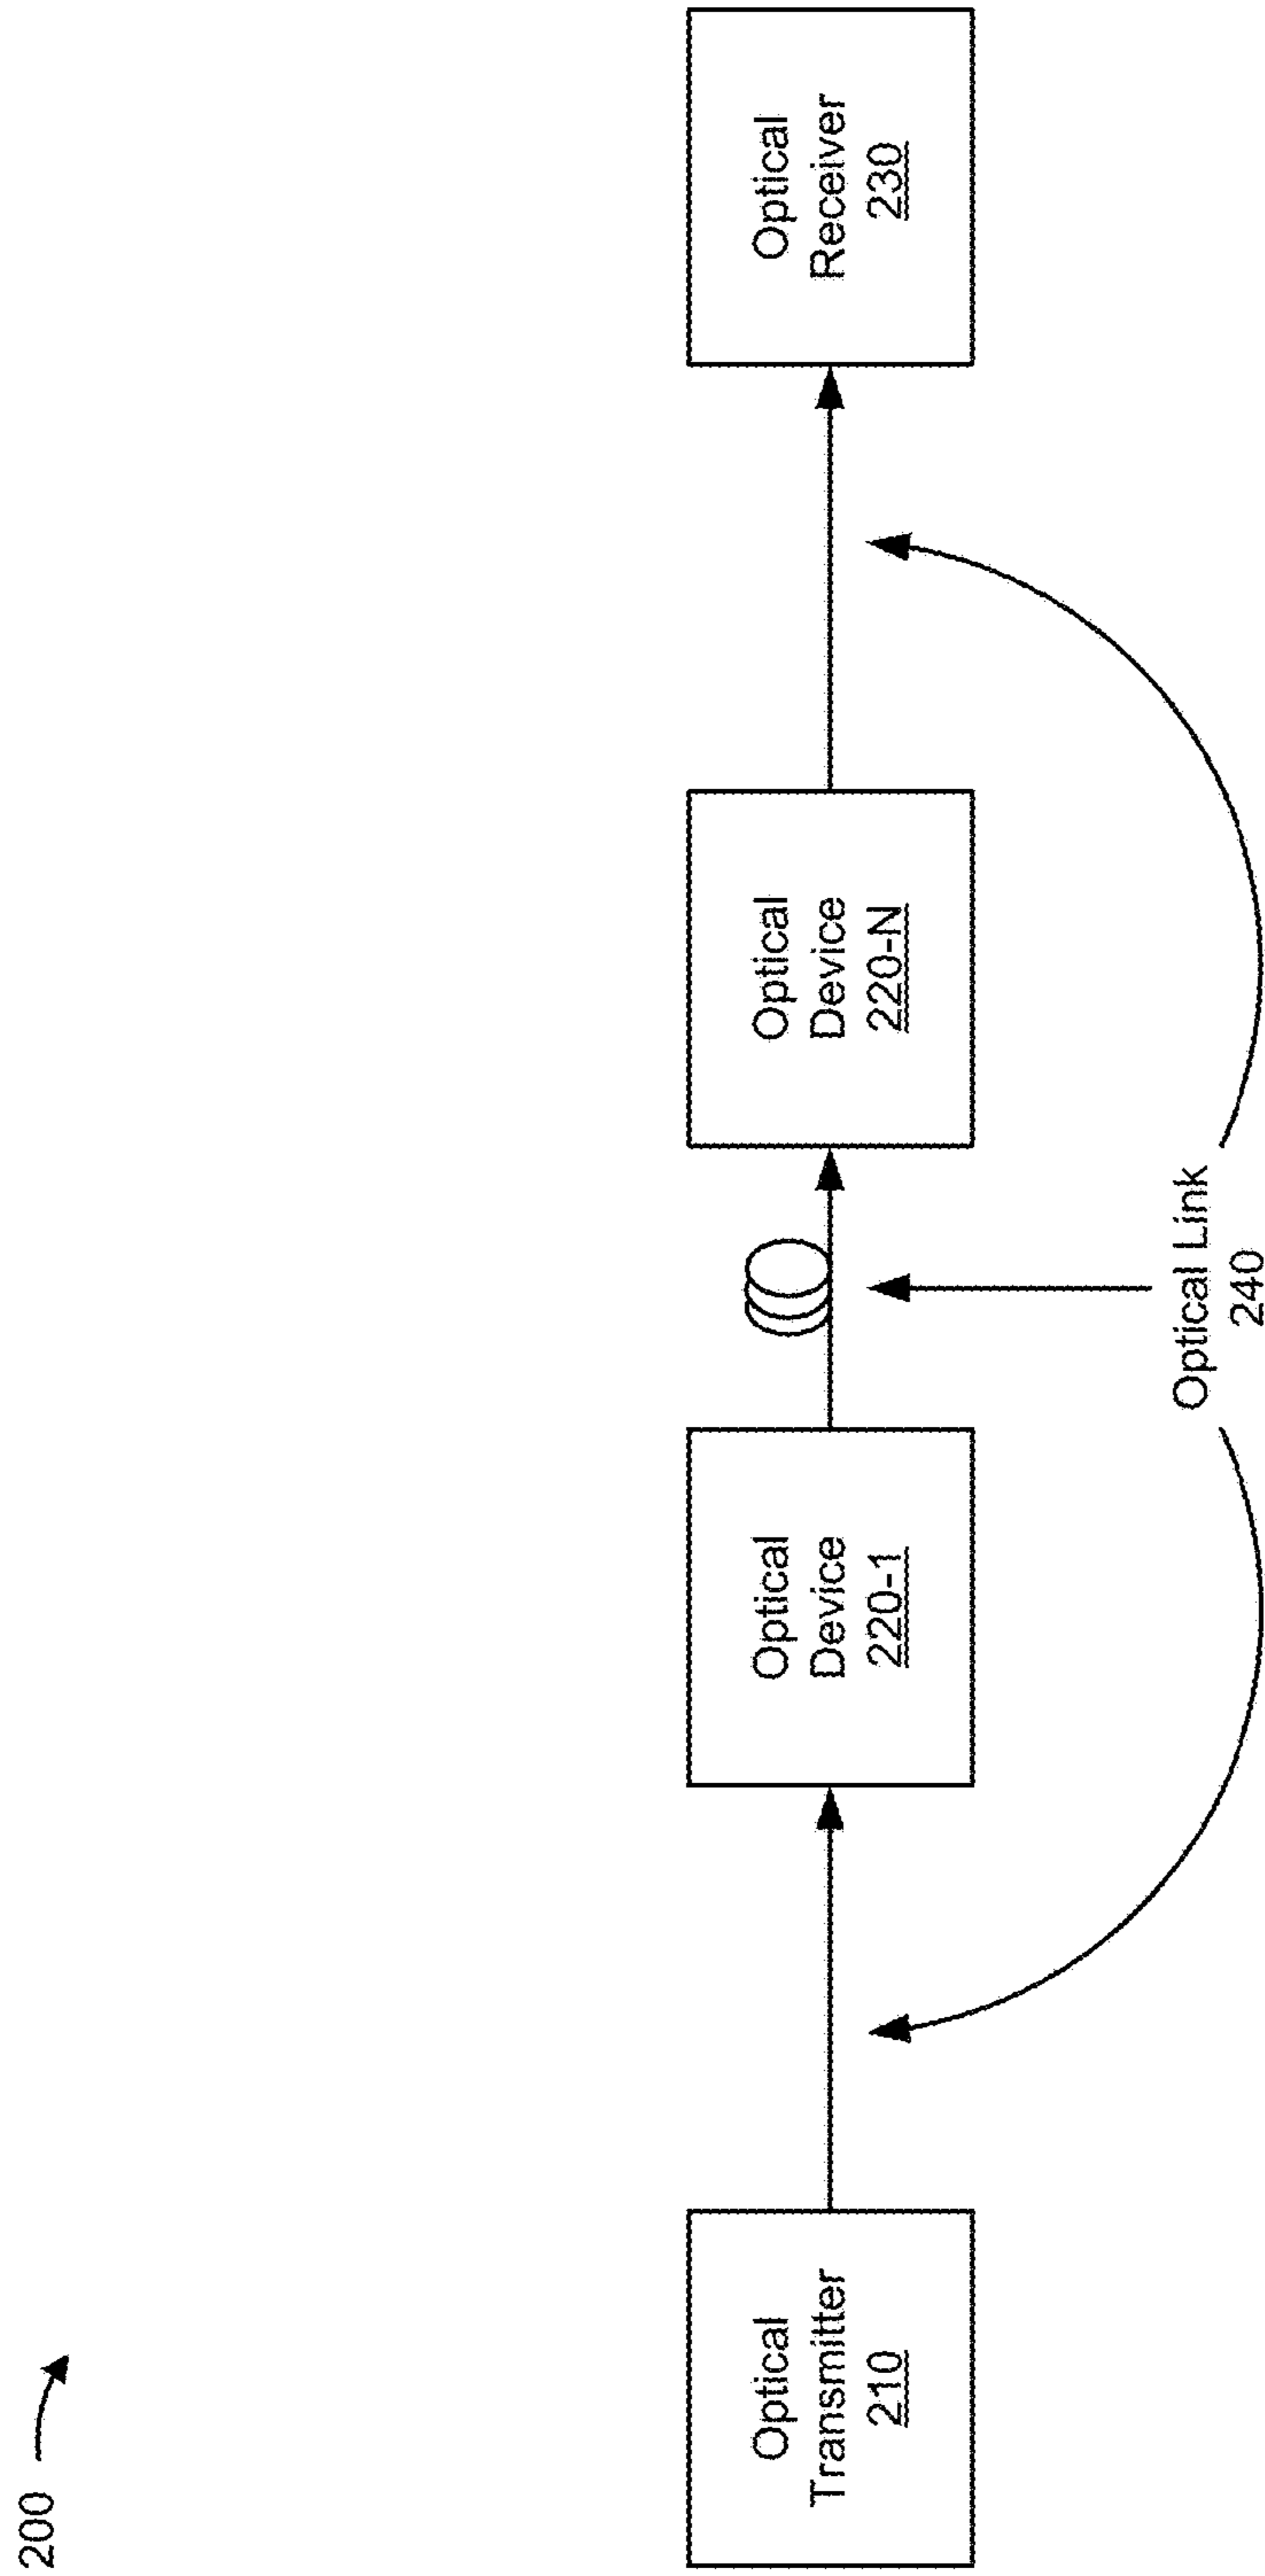 200
Optical
Transmitter
210
Optical
Device
220-1
Optical
Device
220-N
Optical
Receiver
230
Optical Link
240